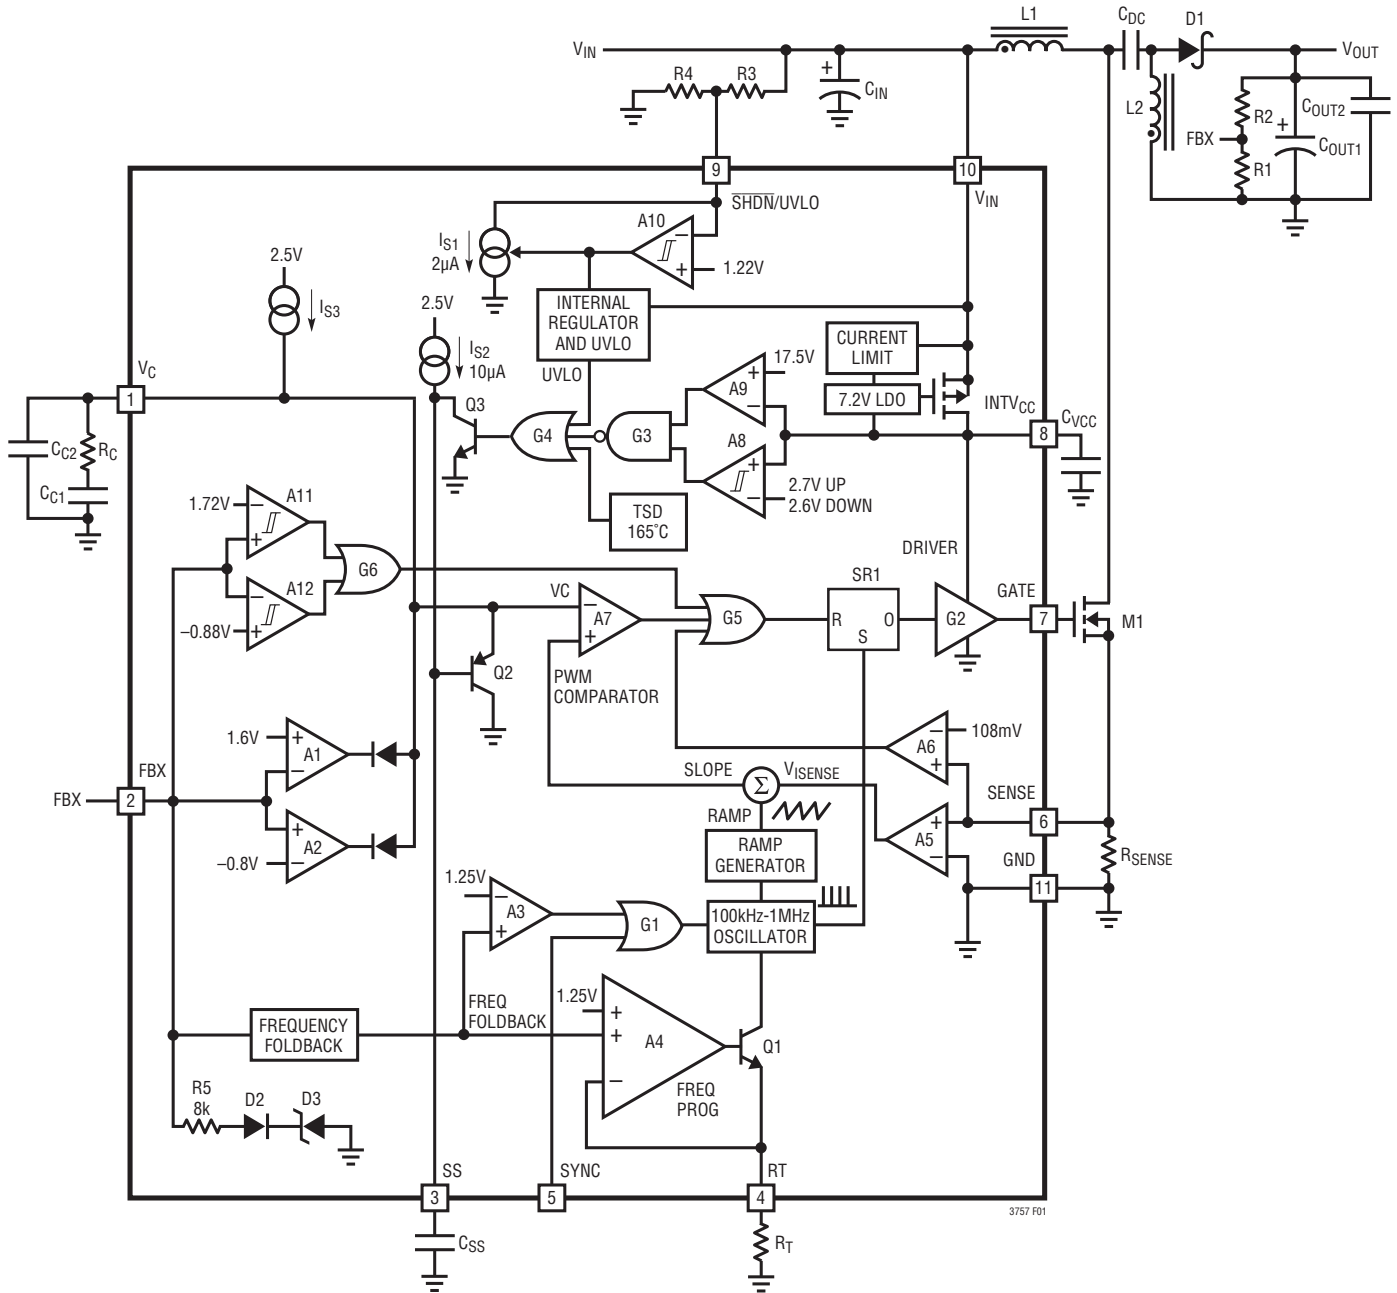 L1
CDC
D1
VIN
VOUT
R4
R3
CIN
L2
R2
COUT2
FBX
COUT1
R1
9
10
SHDN/UVLO
VIN
A10
IS1
2µA
1.22V
2.5V
IS3
2.5V
INTERNAL
REGULATOR
AND UVLO
CURRENT
LIMIT
IS2
10µA
17.5V
UVLO
A9
7.2V LDO
INTVCC
CVCC
VC
1
Q3
G4
G3
A8
8
CC2
RC
CC1
2.7V UP
2.6V DOWN
1.72V
A11
TSD
165˚C
DRIVER
G6
A12
SR1
GATE
VC
–0.88V
A7
G5
R
O
S
G2
7
M1
Q2
PWM
COMPARATOR
1.6V
A1
108mV
A6
FBX
SLOPE
VISENSE
FBX
2
Σ
SENSE
RAMP
6
A2
–0.8V
RAMP
GENERATOR
A5
GND
RSENSE
1.25V
11
A3
G1
100kHz-1MHz
OSCILLATOR
1.25V
FREQ
FOLDBACK
FREQUENCY
FOLDBACK
A4
Q1
R5
8k
D2
D3
FREQ
PROG
SS
SYNC
RT
3
5
4
3757 F01
CSS
RT